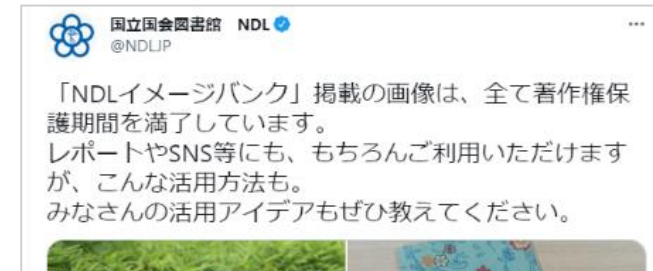 国立国会図書館 NDL
@NDLJP
「NDLイメージバンク」掲載の画像は、全て著作権保
護期間を満了しています。
レポートやSNS等にも、もちろんご利用いただけます
が、こんな活用方法も。
みなさんの活用アイデアもぜひ教えてください。